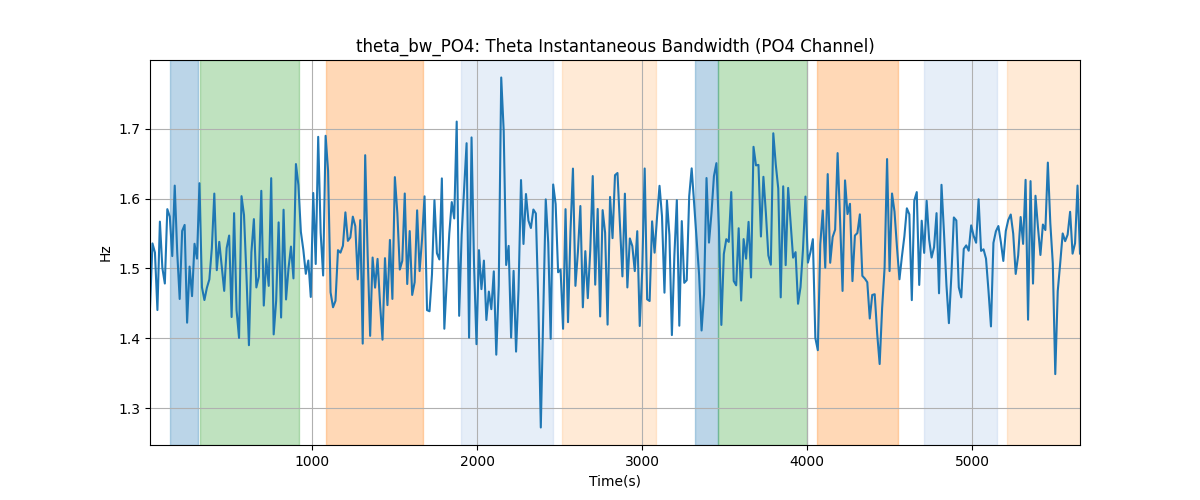 theta_bw_PO4: Theta Instantaneous Bandwidth (PO4 Channel)
Hz
1.7
1.6
1.5
1.4
1.3
1000 2000 3000 4000 5000
Time(s)